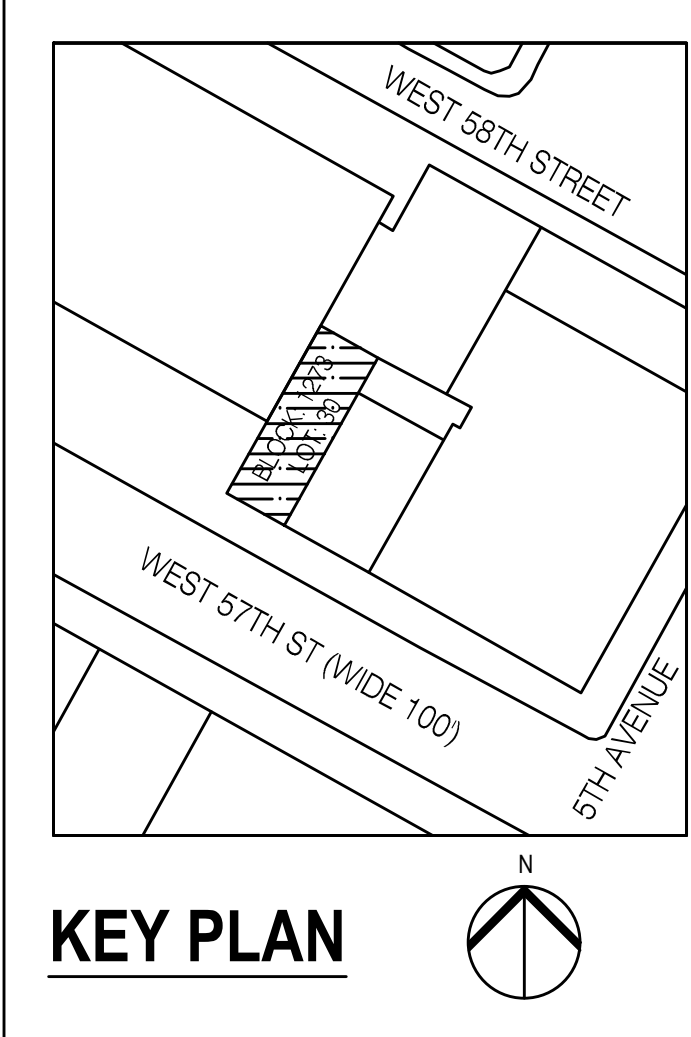 WEST 58TH STREET
BLOCK: 1273
LOT: 30
WEST 57TH ST (WIDE 100')
5TH AVENUE
N
KEY PLAN